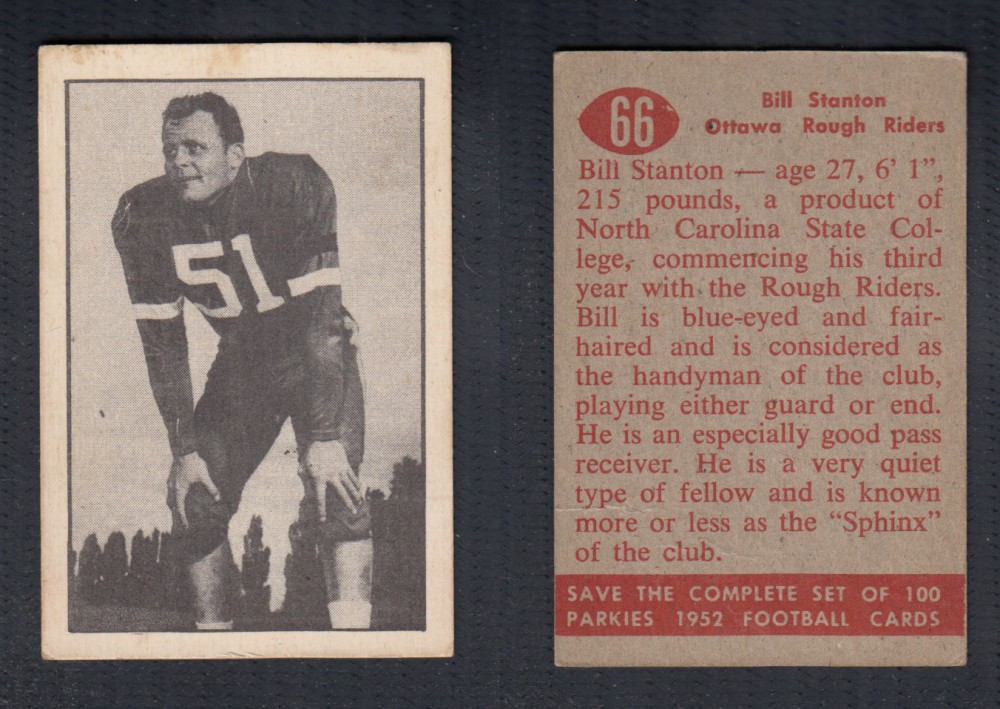 51
66
Bill Stanton
Ottawa Rough Riders
Bill Stanton — age 27, 6' 1",
215 pounds, a product of
North Carolina State Col-
lege, commencing his third
year with the Rough Riders.
Bill is blue-eyed and fair-
haired and is considered as
the handyman of the club,
playing either guard or end.
He is an especially good pass
receiver. He is a very quiet
type of fellow and is known
more or less as the “Sphinx”
of the club.
SAVE THE COMPLETE SET OF 100
PARKIES 1952 FOOTBALL CARDS